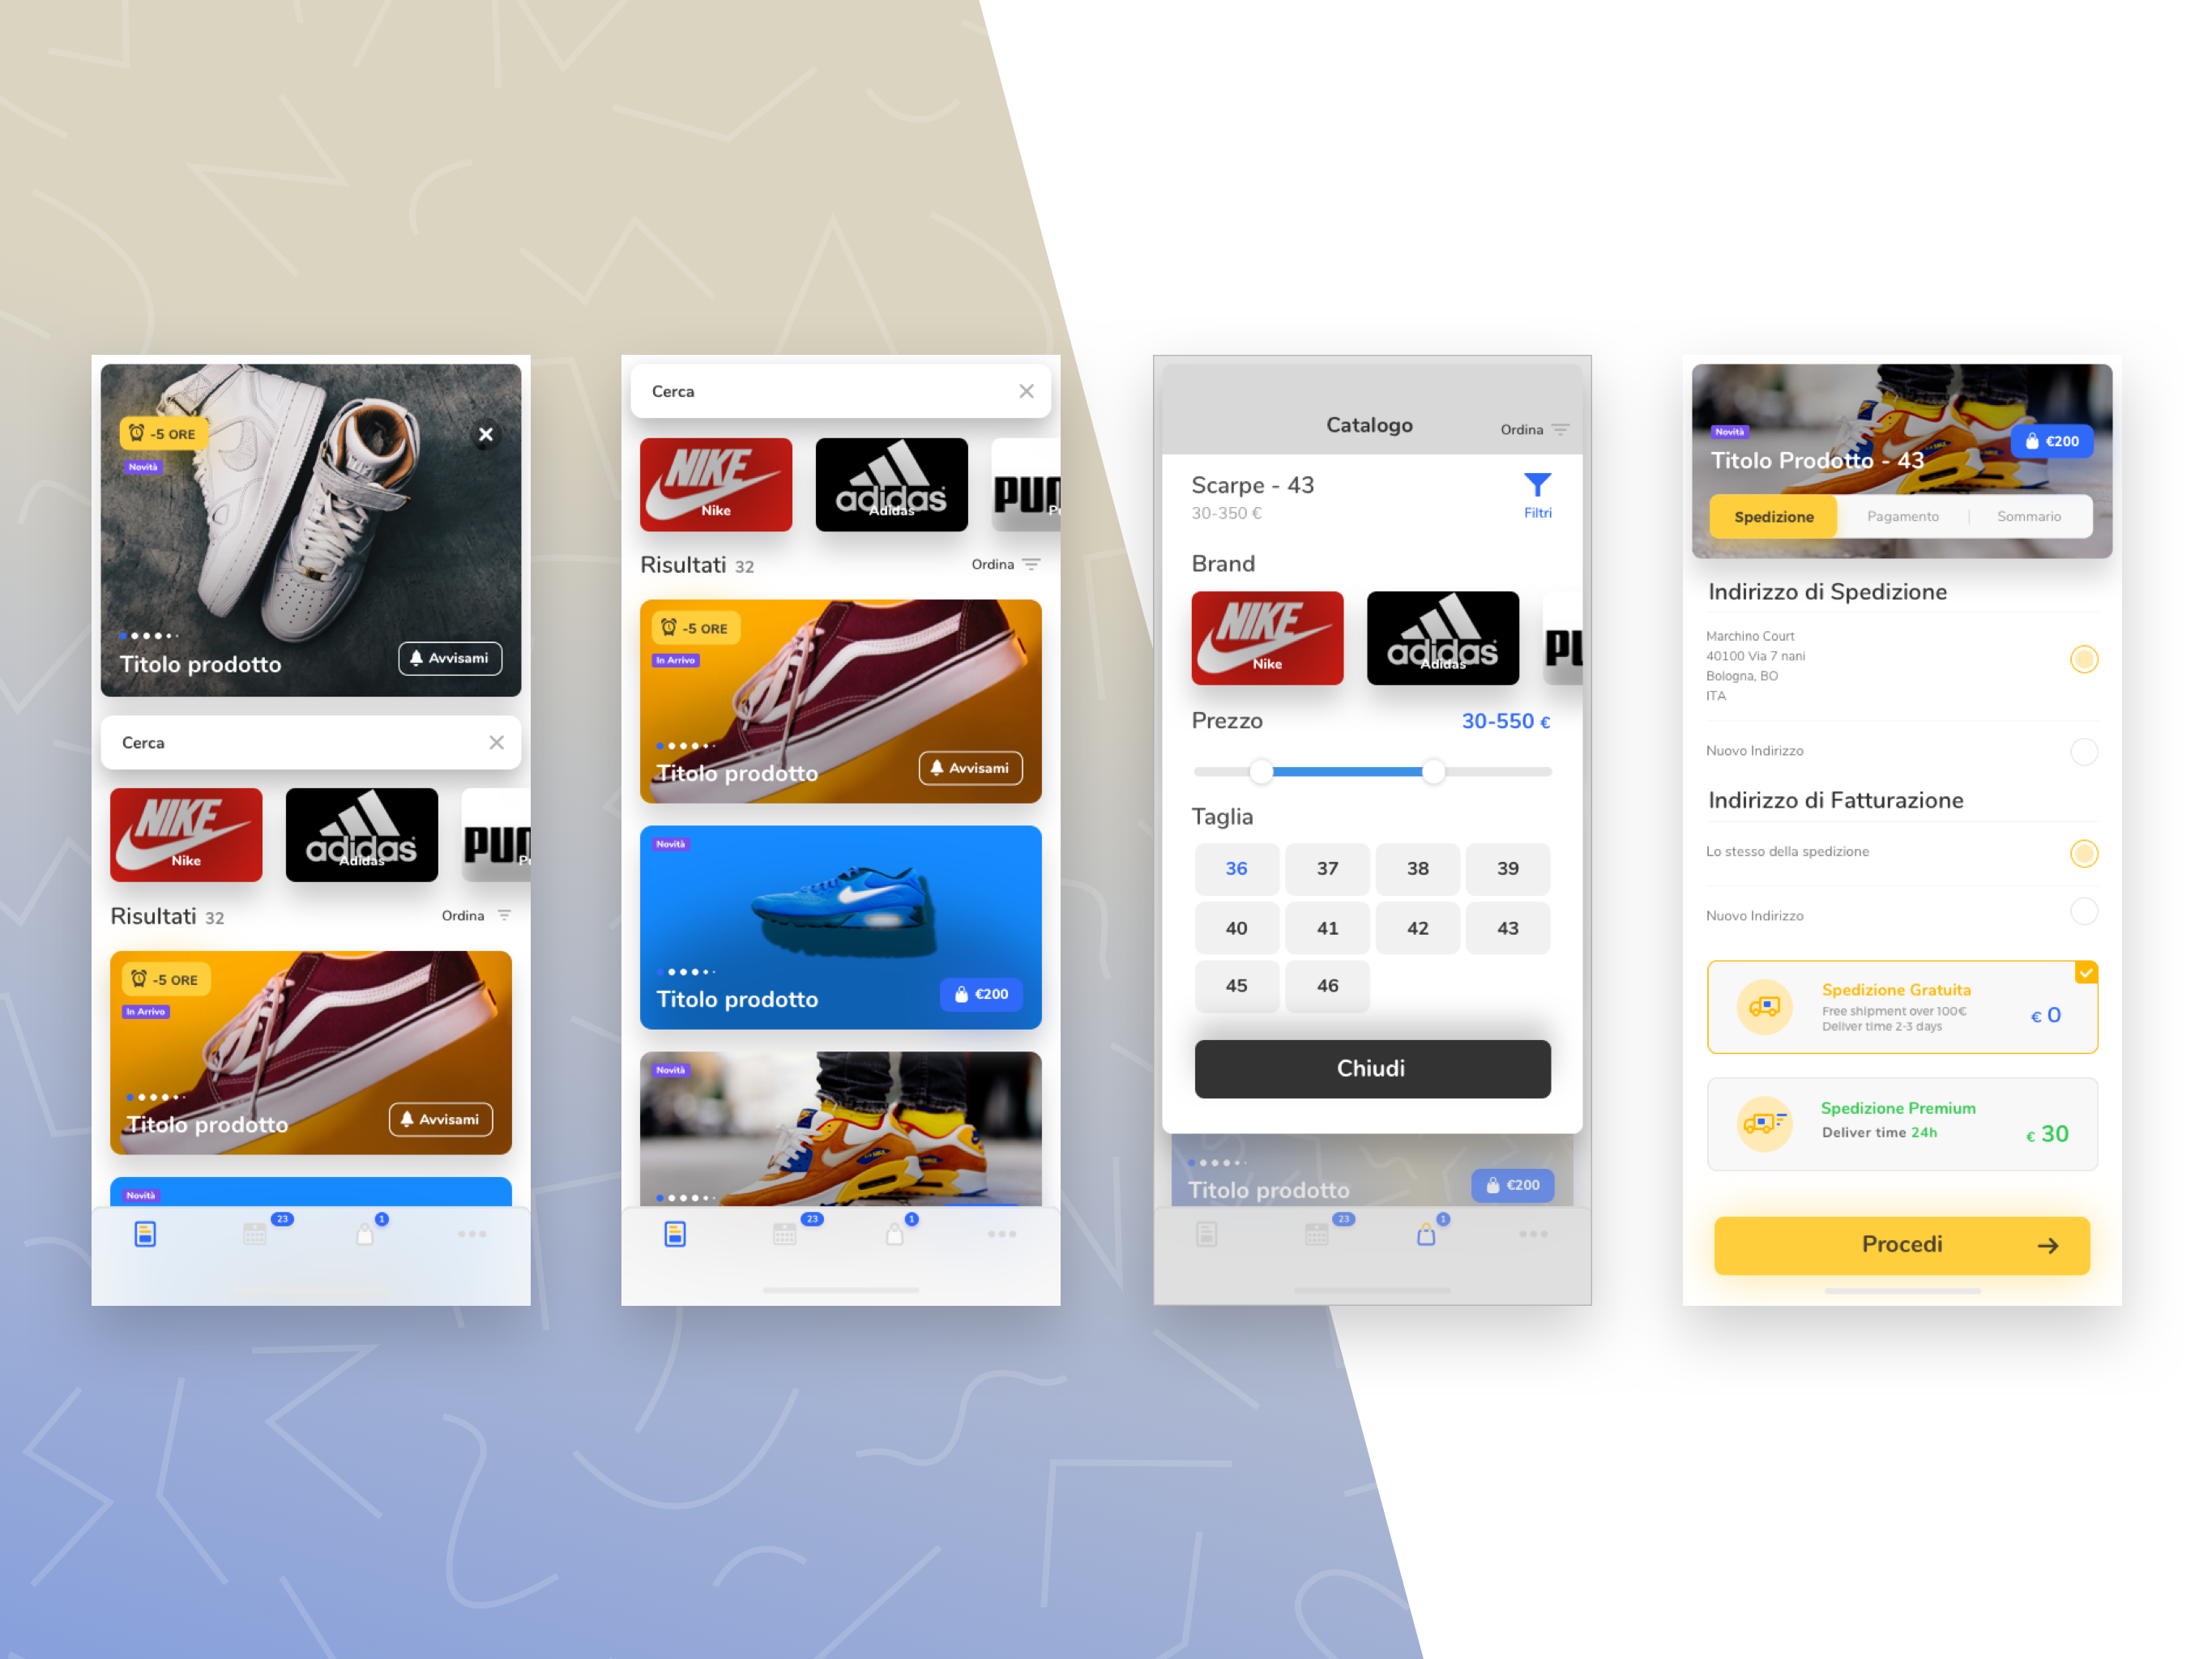 -5 ORE
Novità
Titolo prodotto
Avvisami
Cerca
NIKE
Nike
adidas
Adidas
Risultati 32
Ordina
-5 ORE
In Arrivo
Titolo prodotto
Avvisami
Novità
23
1
Cerca
NIKE
Nike
adidas
Adidas
Risultati 32
Ordina
-5 ORE
In Arrivo
Titolo prodotto
Avvisami
Novità
Titolo prodotto
€200
Novità
23
1
Catalogo
Ordina
Scarpe - 43
30-350 €
Filtri
Brand
NIKE
Nike
adidas
Adidas
Prezzo
30-550 €
Taglia
36 37 38 39
40 41 42 43
45 46
Chiudi
Titolo prodotto
€200
23
1
Novità
Titolo Prodotto - 43
€200
Spedizione Pagamento Sommario
Indirizzo di Spedizione
Marchino Court
40100 Via 7 nani
Bologna, BO
ITA
Nuovo Indirizzo
Indirizzo di Fatturazione
Lo stesso della spedizione
Nuovo Indirizzo
Spedizione Gratuita
Free shipment over 100€
Deliver time 2-3 days
€ 0
Spedizione Premium
Deliver time 24h
€ 30
Procedi